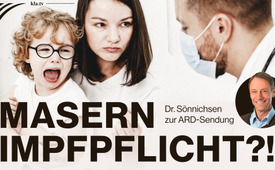 kla.tv
Dr. Sönnichsen
zur ARD-Sendung
MASERN
IMPFPFLICHT?!